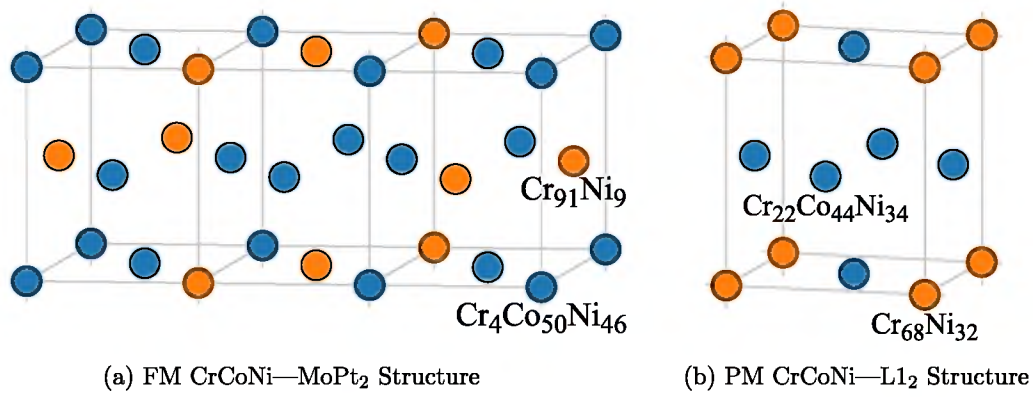 Cr₉₁Ni₉
Cr₂₂Co₄₄Ni₃₄
Cr₄Co₅₀Ni₄₆
Cr₆₈Ni₃₂
(a) FM CrCoNi—MoPt₂ Structure
(b) PM CrCoNi—L1₂ Structure